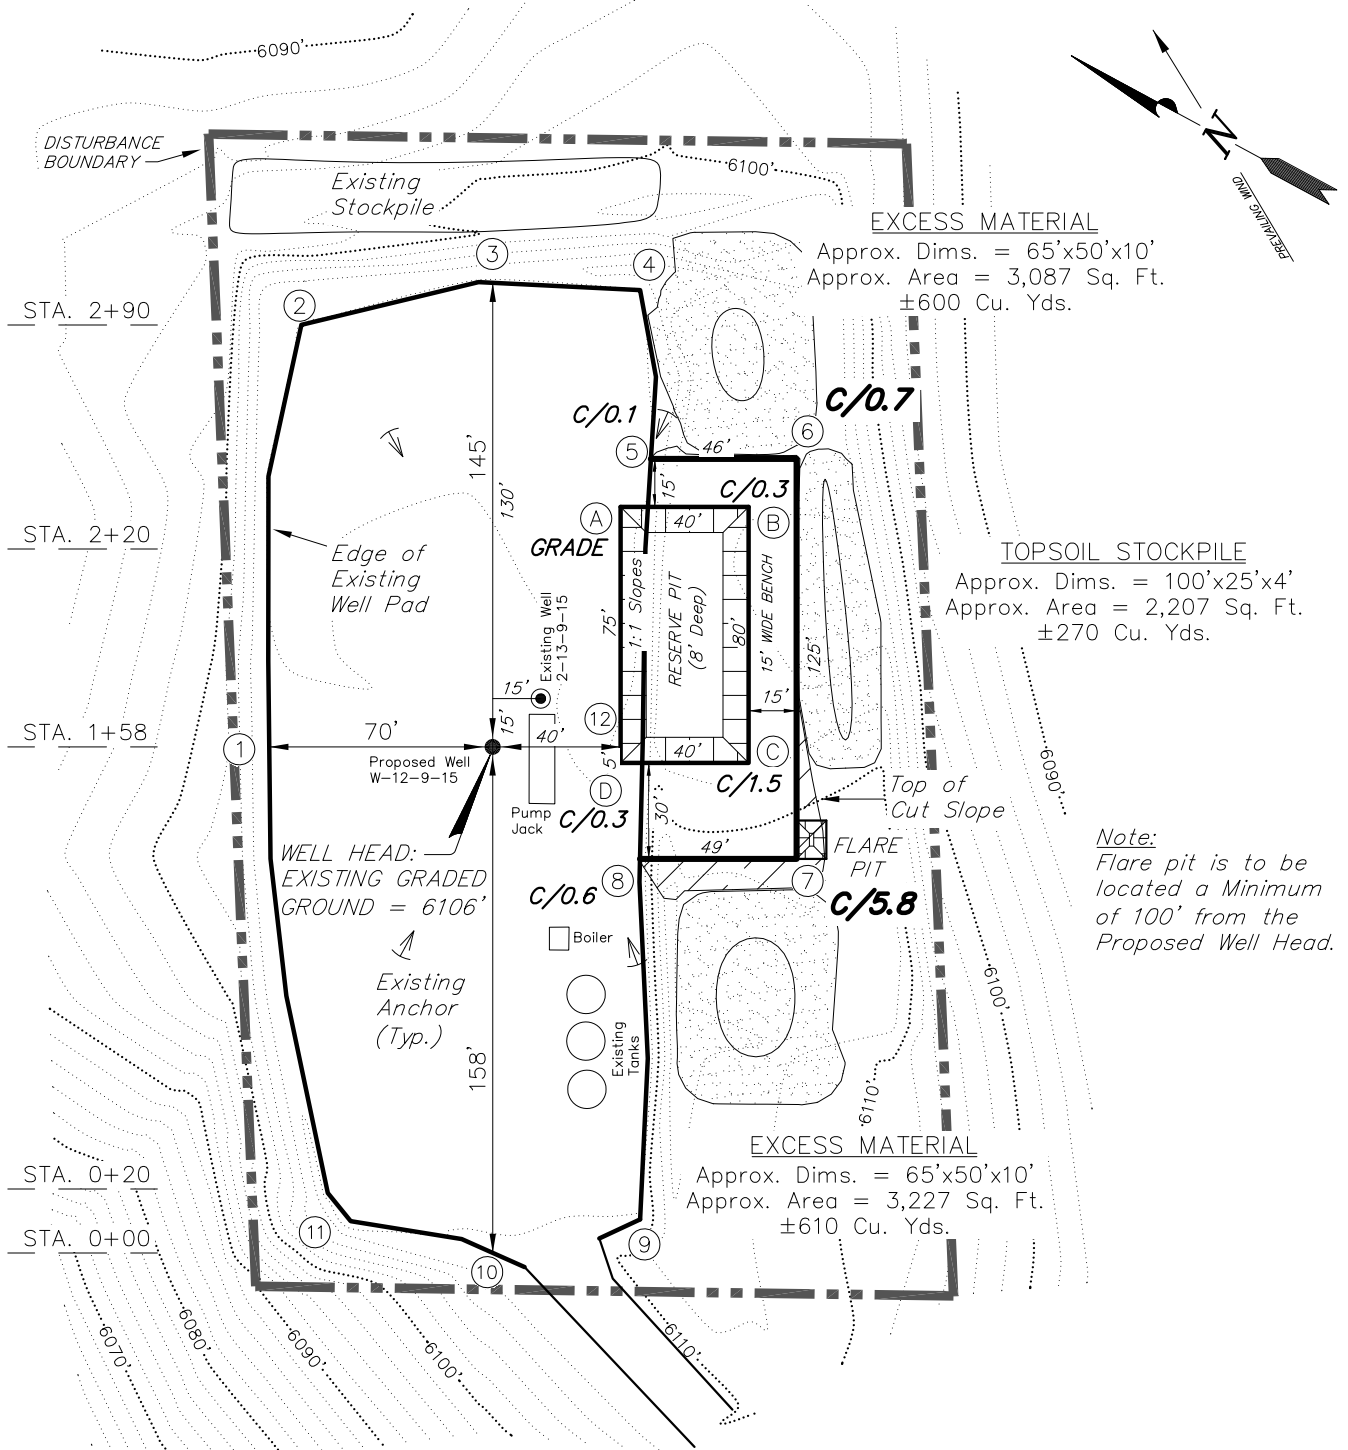 6090'
DISTURBANCE
BOUNDARY
Existing
Stockpile
6100'
N
PREVAILING WIND
EXCESS MATERIAL
Approx. Dims. = 65'x50'x10'
Approx. Area = 3,087 Sq. Ft.
±600 Cu. Yds.
3
4
2
STA. 2+90
C/0.7
C/0.1
6
5
46'
145'
130'
15'
C/0.3
A
40'
B
STA. 2+20
GRADE
Edge of
Existing
Well Pad
TOPSOIL STOCKPILE
Approx. Dims. = 100'x25'x4'
Approx. Area = 2,207 Sq. Ft.
±270 Cu. Yds.
Existing Well
2-13-9-15
75'
1:1 Slopes
RESERVE PIT
(8' Deep)
80'
15' WIDE BENCH
125'
15'
15'
15'
12
STA. 1+58
1
70'
40'
40'
C
5'
Proposed Well
W-12-9-15
D
C/1.5
6090'
Top of
Cut Slope
Pump
Jack
C/0.3
30'
49'
FLARE
PIT
Note:
Flare pit is to be
located a Minimum
of 100' from the
Proposed Well Head.
WELL HEAD:
EXISTING GRADED
GROUND = 6106'
8
7
C/0.6
C/5.8
Boiler
Existing
Anchor
(Typ.)
6100'
Existing
Tanks
158'
6110'
EXCESS MATERIAL
Approx. Dims. = 65'x50'x10'
Approx. Area = 3,227 Sq. Ft.
±610 Cu. Yds.
STA. 0+20
STA. 0+00
11
9
10
6070'
6080'
6090'
6100'
6110'